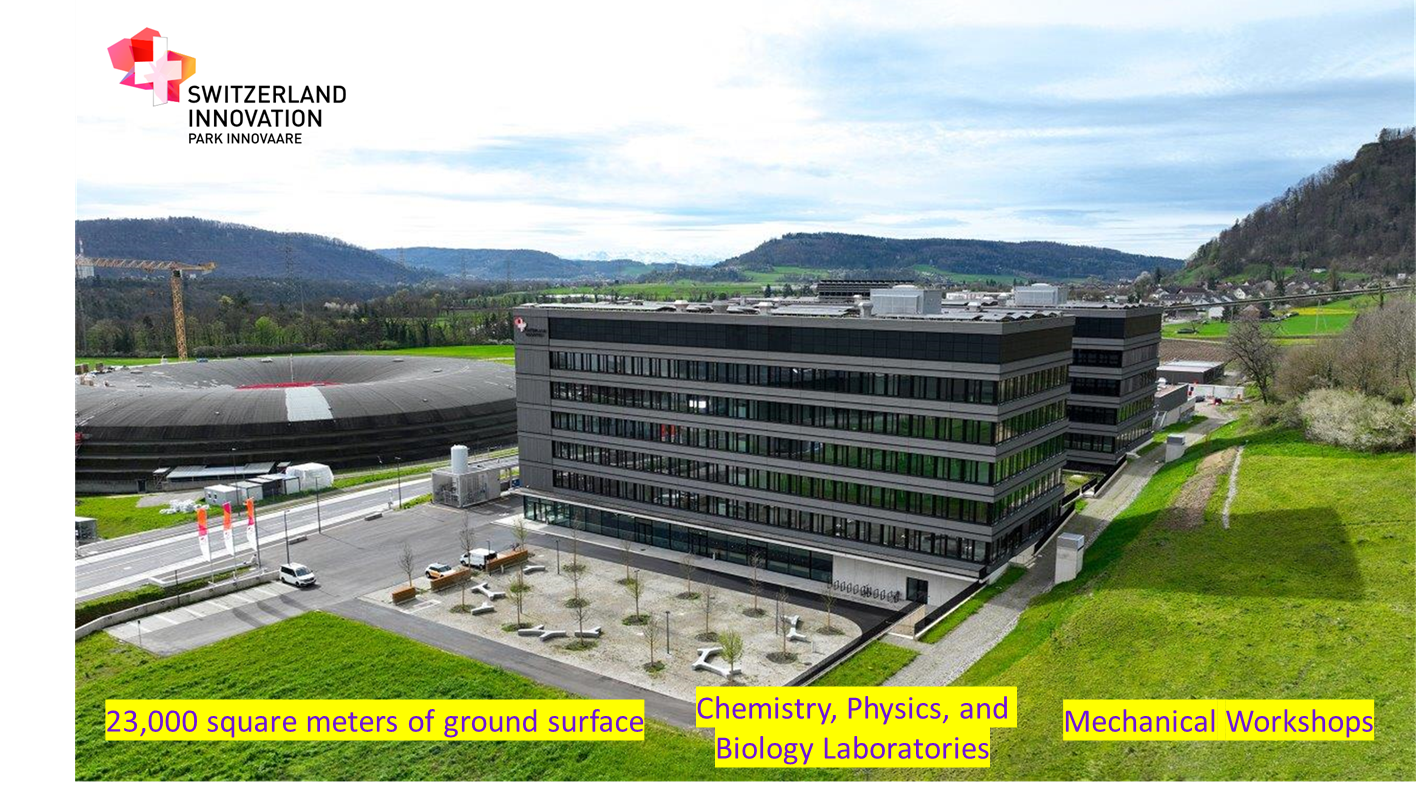 SWITZERLAND
INNOVATION
PARK INNOVAARE
23,000 square meters of ground surface
Chemistry, Physics, and
Biology Laboratories
Mechanical Workshops